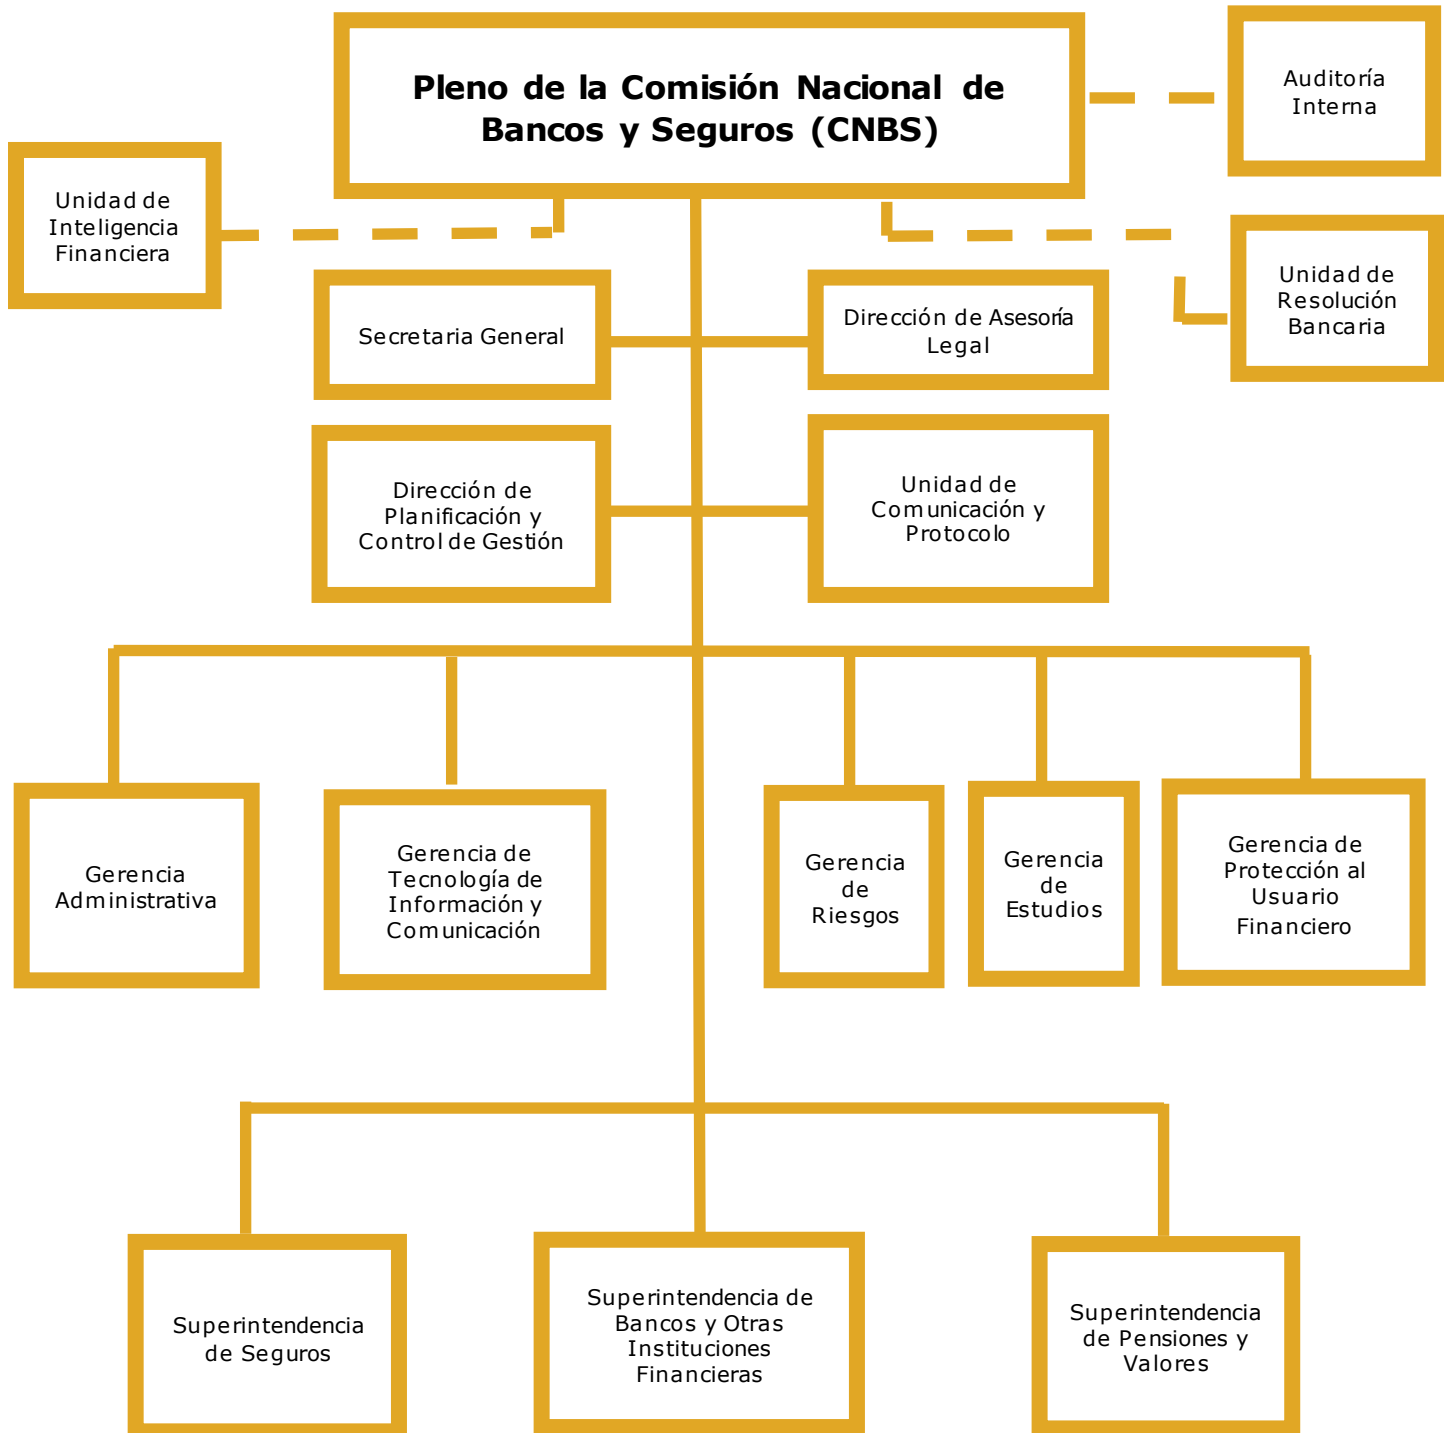 Pleno de la Comisión Nacional de
Bancos y Seguros (CNBS)
Auditoría
Interna
Unidad de
Inteligencia
Financiera
Unidad de
Resolución
Bancaria
Secretaria General
Dirección de Asesoría
Legal
Dirección de
Planificación y
Control de Gestión
Unidad de
Comunicación y
Protocolo
Gerencia
Administrativa
Gerencia de
Tecnología de
Información y
Comunicación
Gerencia
de
Riesgos
Gerencia
de
Estudios
Gerencia de
Protección al
Usuario
Financiero
Superintendencia
de Seguros
Superintendencia de
Bancos y Otras
Instituciones
Financieras
Superintendencia
de Pensiones y
Valores